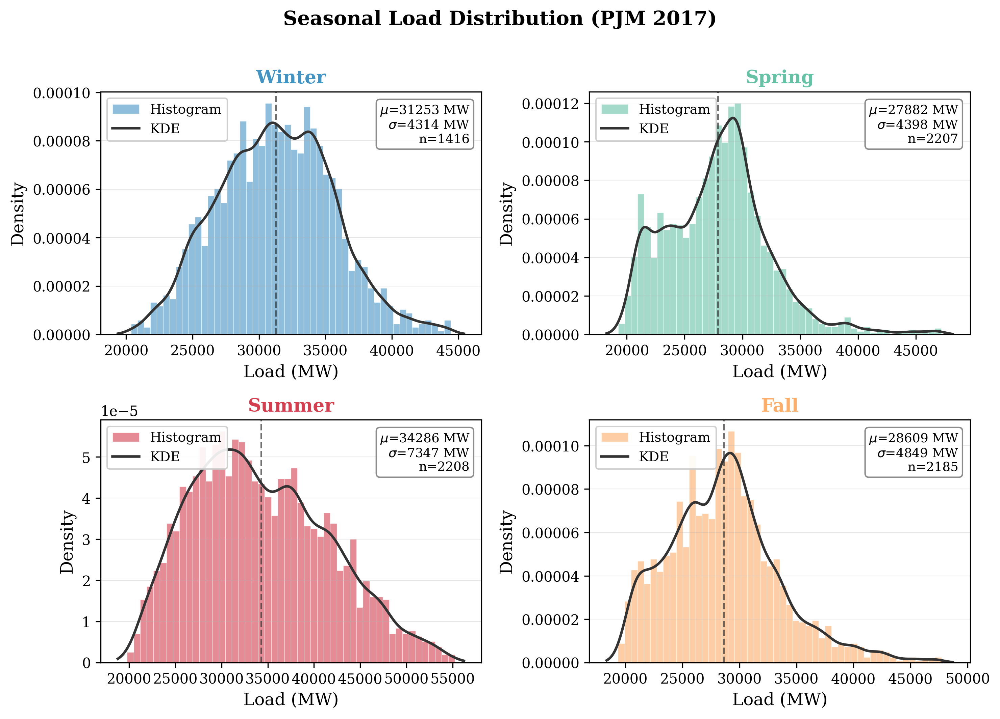 Seasonal Load Distribution (PJM 2017)
Winter
0.00010
0.00008
0.00006
0.00004
0.00002
0.00000
Density
Histogram
KDE
μ=31253 MW
σ=4314 MW
n=1416
20000 25000 30000 35000 40000 45000
Load (MW)
Spring
0.00012
0.00010
0.00008
0.00006
0.00004
0.00002
0.00000
Density
Histogram
KDE
μ=27882 MW
σ=4398 MW
n=2207
20000 25000 30000 35000 40000 45000
Load (MW)
Summer
1e−5
5
4
3
2
1
0
Density
Histogram
KDE
μ=34286 MW
σ=7347 MW
n=2208
20000 25000 30000 35000 40000 45000 50000 55000
Load (MW)
Fall
0.00010
0.00008
0.00006
0.00004
0.00002
0.00000
Density
Histogram
KDE
μ=28609 MW
σ=4849 MW
n=2185
20000 25000 30000 35000 40000 45000 50000
Load (MW)